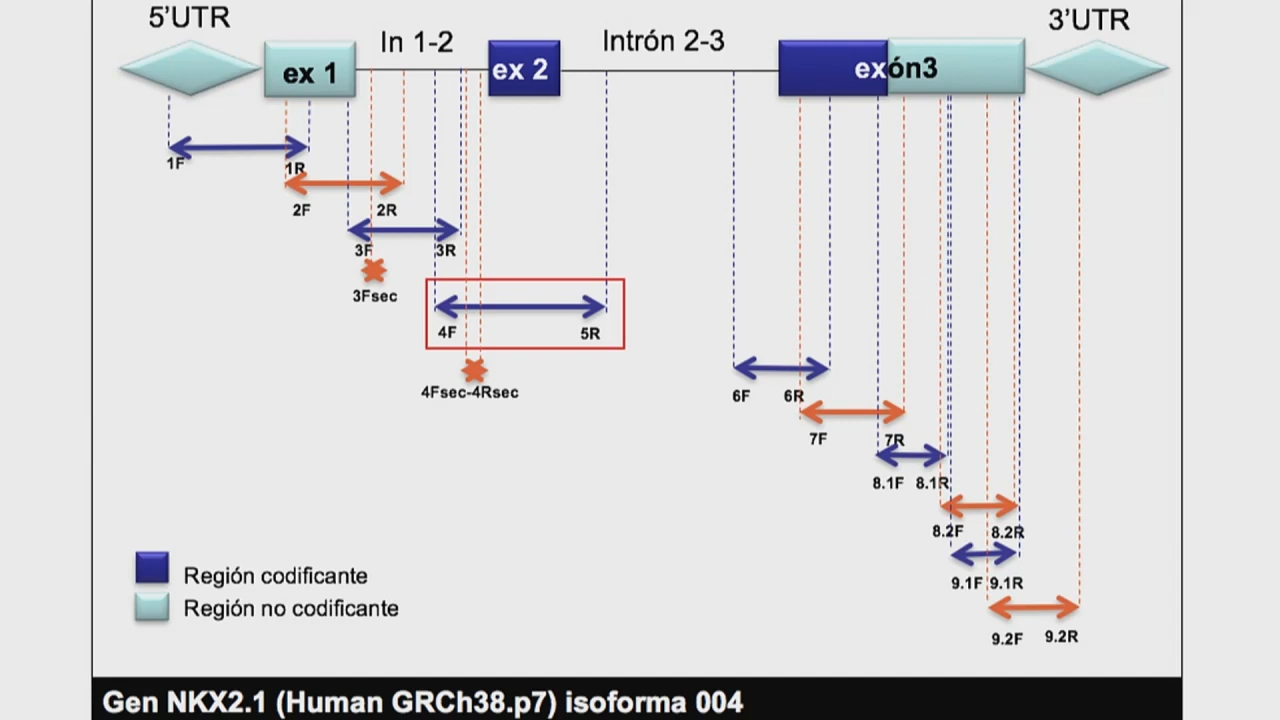 5'UTR
In 1-2
Intrón 2-3
3'UTR
ex 1
ex 2
exón3
1F
1R
2F
2R
3F
3R
3Fsec
4F
5R
4Fsec-4Rsec
6F
6R
7F
7R
8.1F
8.1R
8.2F
8.2R
9.1F
9.1R
9.2F
9.2R
Región codificante
Región no codificante
Gen NKX2.1 (Human GRCh38.p7) isoforma 004